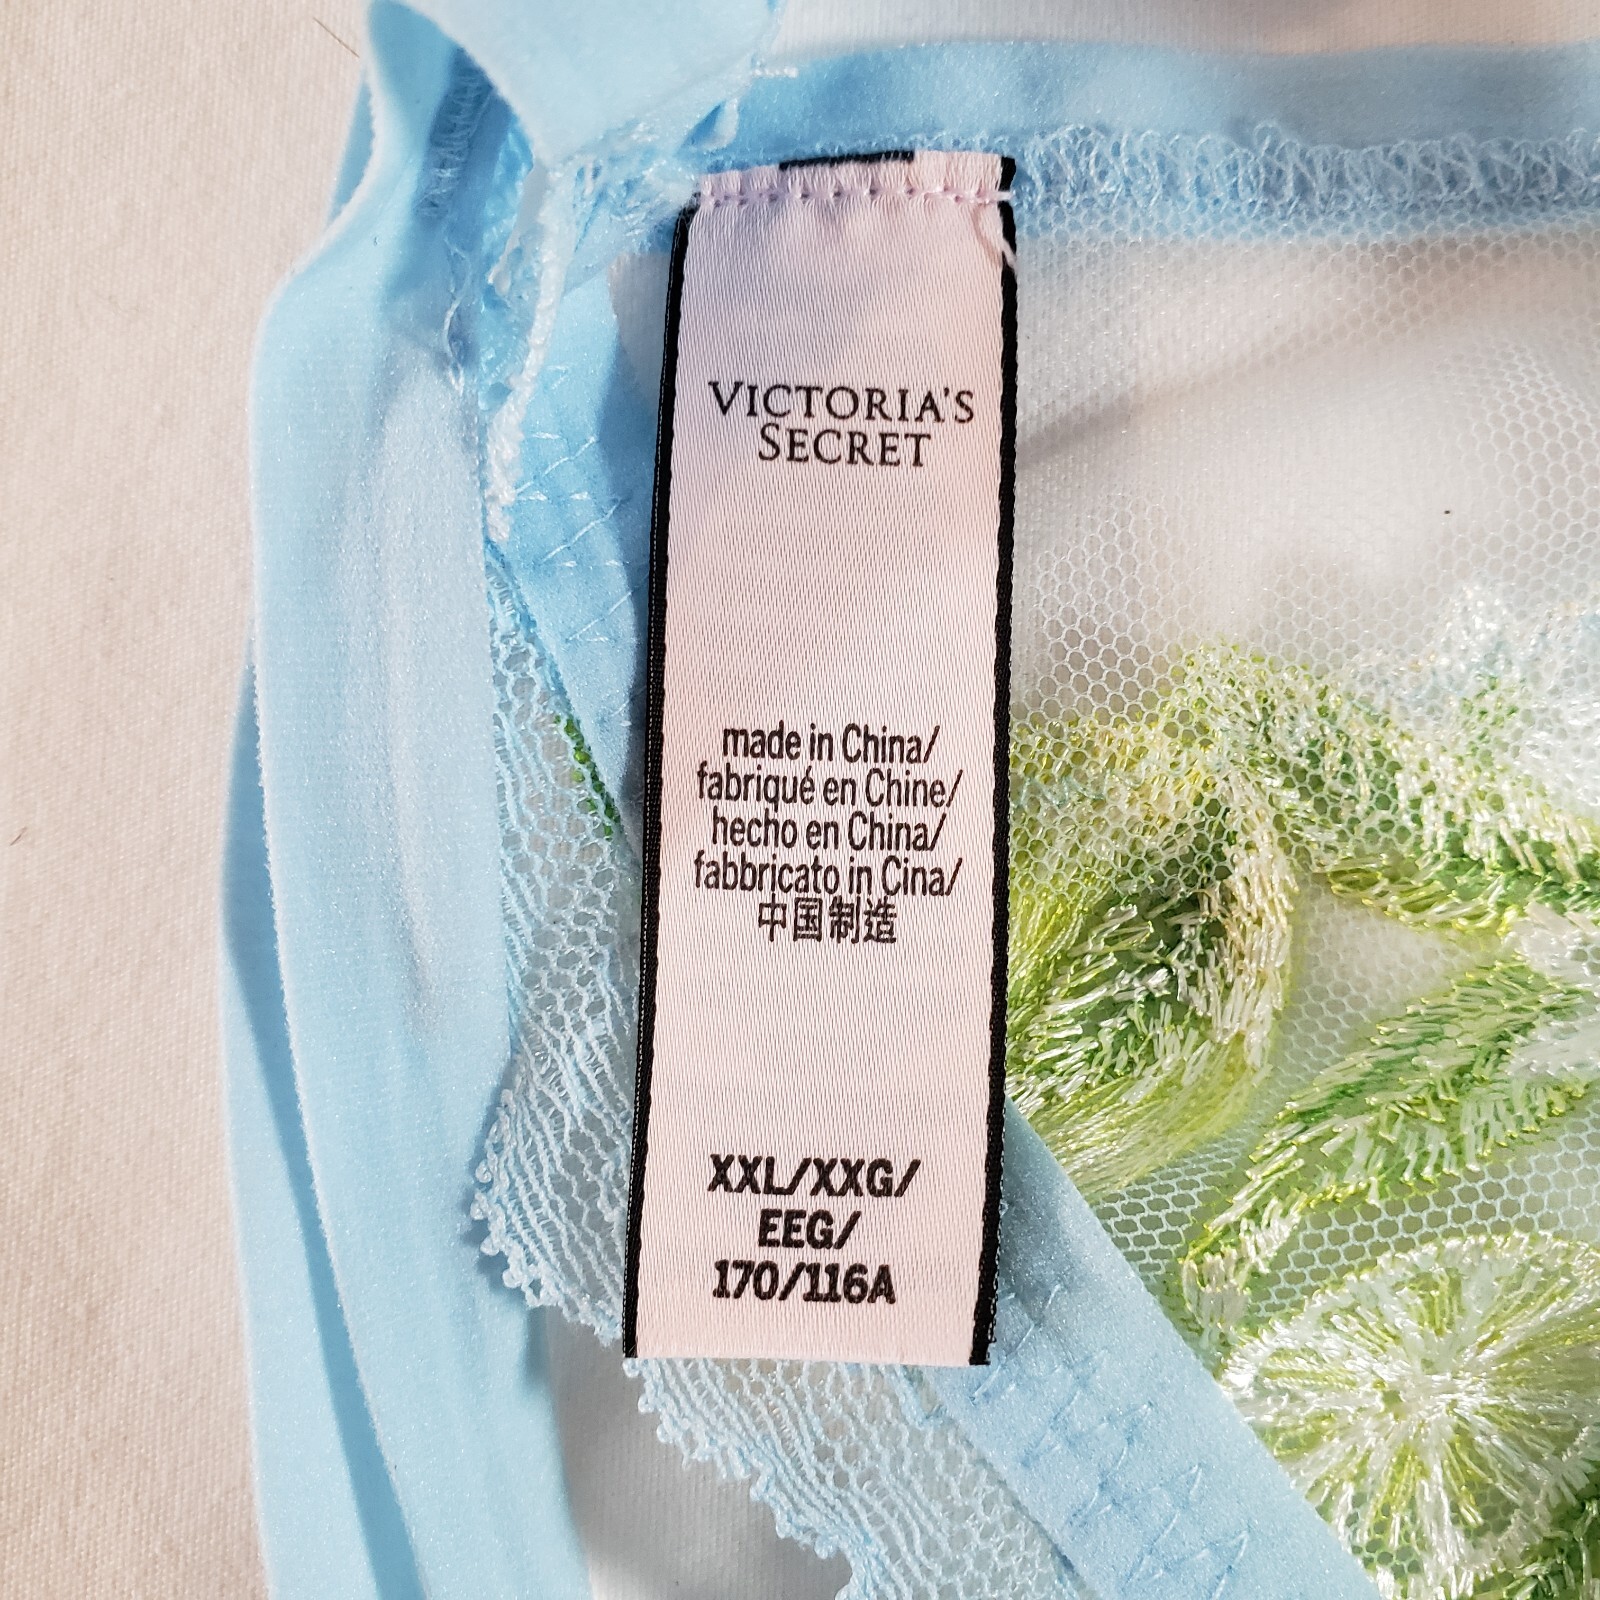 VICTORIA'S
SECRET
made in China/
fabriqué en Chine/
hecho en China/
fabbricato in Cina/
中国制造
XXL/XXG/
EEG/
170/116A